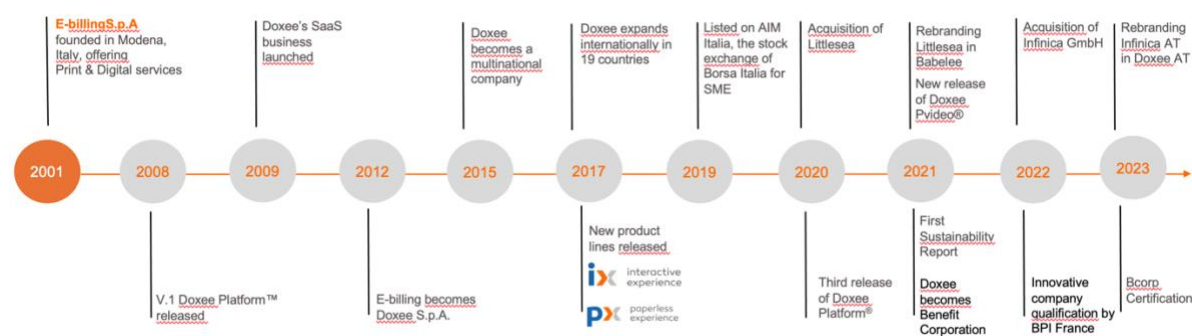 E-billingS.p.A
founded in Modena,
Italy, offering
Print & Digital services
Doxee's SaaS
business
launched
Doxee
becomes a
multinational
company
Doxee expands
internationally in
19 countries
Listed on AIM
Italia, the stock
exchange of
Borsa Italia for
SME
Acquisition of
Littlesea
Rebranding
Littlesea in
Babelee
New release
of Doxee
Pvideo®
Acquisition of
Infinica GmbH
Rebranding
Infinica AT
in Doxee AT
2001
2008
2009
2012
2015
2017
2019
2020
2021
2022
2023
V.1 Doxee Platform™
released
E-billing becomes
Doxee S.p.A.
New product
lines released
ix interactive
experience
px paperless
experience
Third release
of Doxee
Platform®
First
Sustainability
Report
Doxee
becomes
Benefit
Corporation
Innovative
company
qualification by
BPI France
Bcorp
Certification